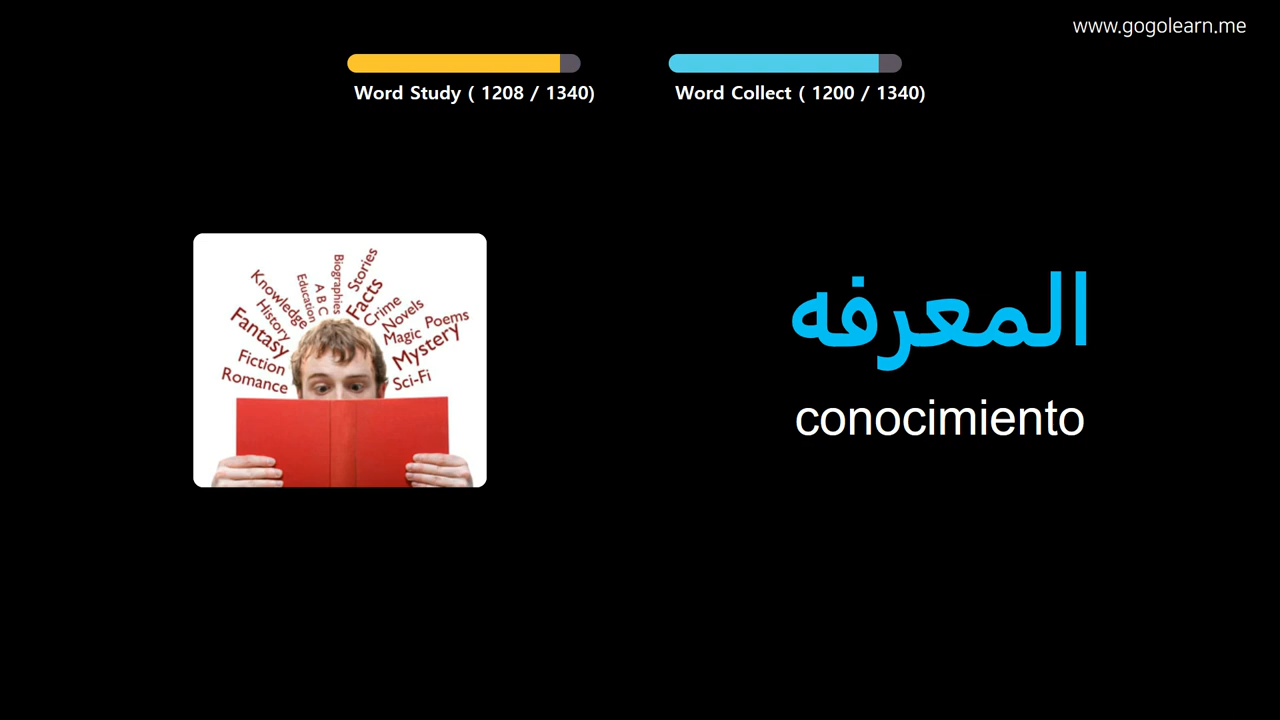 www.gogolearn.me
Word Study ( 1208 / 1340)
Word Collect ( 1200 / 1340)
Knowledge
History
Fantasy
Fiction
Romance
Education
A B C
Biographies
Stories
Facts
Crime
Novels
Magic
Poems
Mystery
Sci-Fi
المعرفه
conocimiento